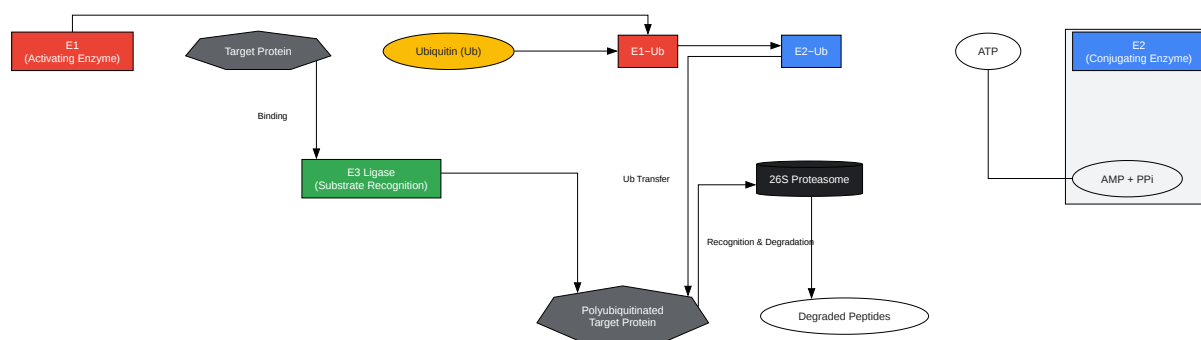 E1
(Activating Enzyme)
Target Protein
Ubiquitin (Ub)
E1~Ub
E2~Ub
ATP
E2
(Conjugating Enzyme)
Binding
E3 Ligase
(Substrate Recognition)
Ub Transfer
26S Proteasome
AMP + PPi
Recognition & Degradation
Polyubiquitinated
Target Protein
Degraded Peptides